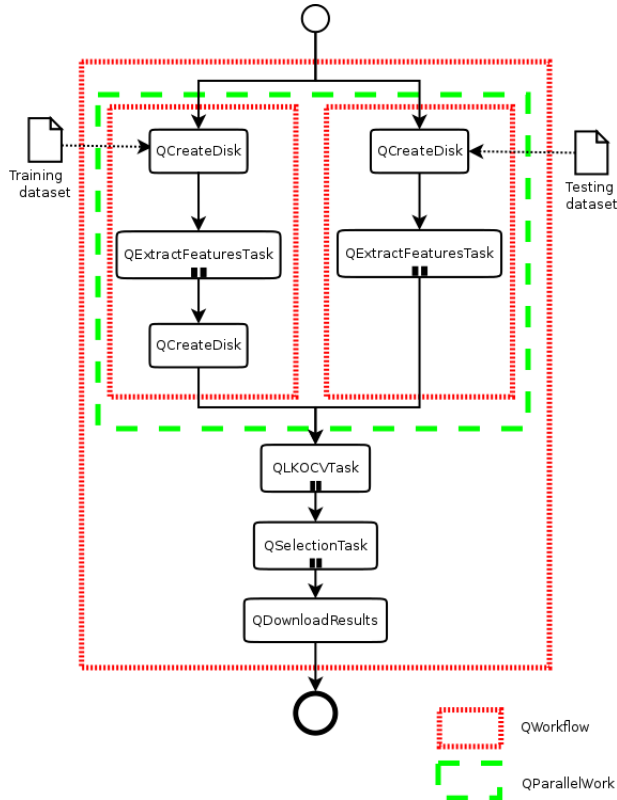 QCreateDisk
QCreateDisk
Training
dataset
Testing
dataset
QExtractFeaturesTask
QExtractFeaturesTask
QCreateDisk
QLKOCVTask
QSelectionTask
QDownloadResults
QWorkflow
QParallelWork